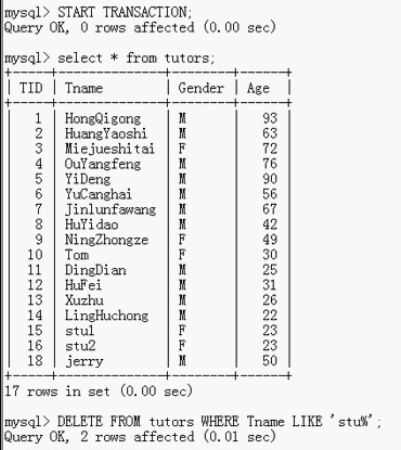 mysql> START TRANSACTION;
Query OK, 0 rows affected (0.00 sec)
mysql> select * from tutors;
+-----+--------------+--------+------+
| TID | Tname | Gender | Age |
+-----+--------------+--------+------+
| 1 | HongQigong | M | 93 |
| 2 | HuangYaoshi | M | 63 |
| 3 | Miejueshitai | F | 72 |
| 4 | OuYangfeng | M | 76 |
| 5 | YiDeng | M | 90 |
| 6 | YuCanghai | M | 56 |
| 7 | Jinlunfawang | M | 67 |
| 8 | HuYidao | M | 42 |
| 9 | NingZhongze | F | 49 |
| 10 | Tom | F | 30 |
| 11 | DingDian | M | 25 |
| 12 | HuFei | M | 31 |
| 13 | Xuzhu | M | 26 |
| 14 | LingHuchong | M | 22 |
| 15 | stu1 | F | 23 |
| 16 | stu2 | F | 23 |
| 18 | jerry | M | 50 |
+-----+--------------+--------+------+
17 rows in set (0.00 sec)
mysql> DELETE FROM tutors WHERE Tname LIKE 'stu%';
Query OK, 2 rows affected (0.01 sec)